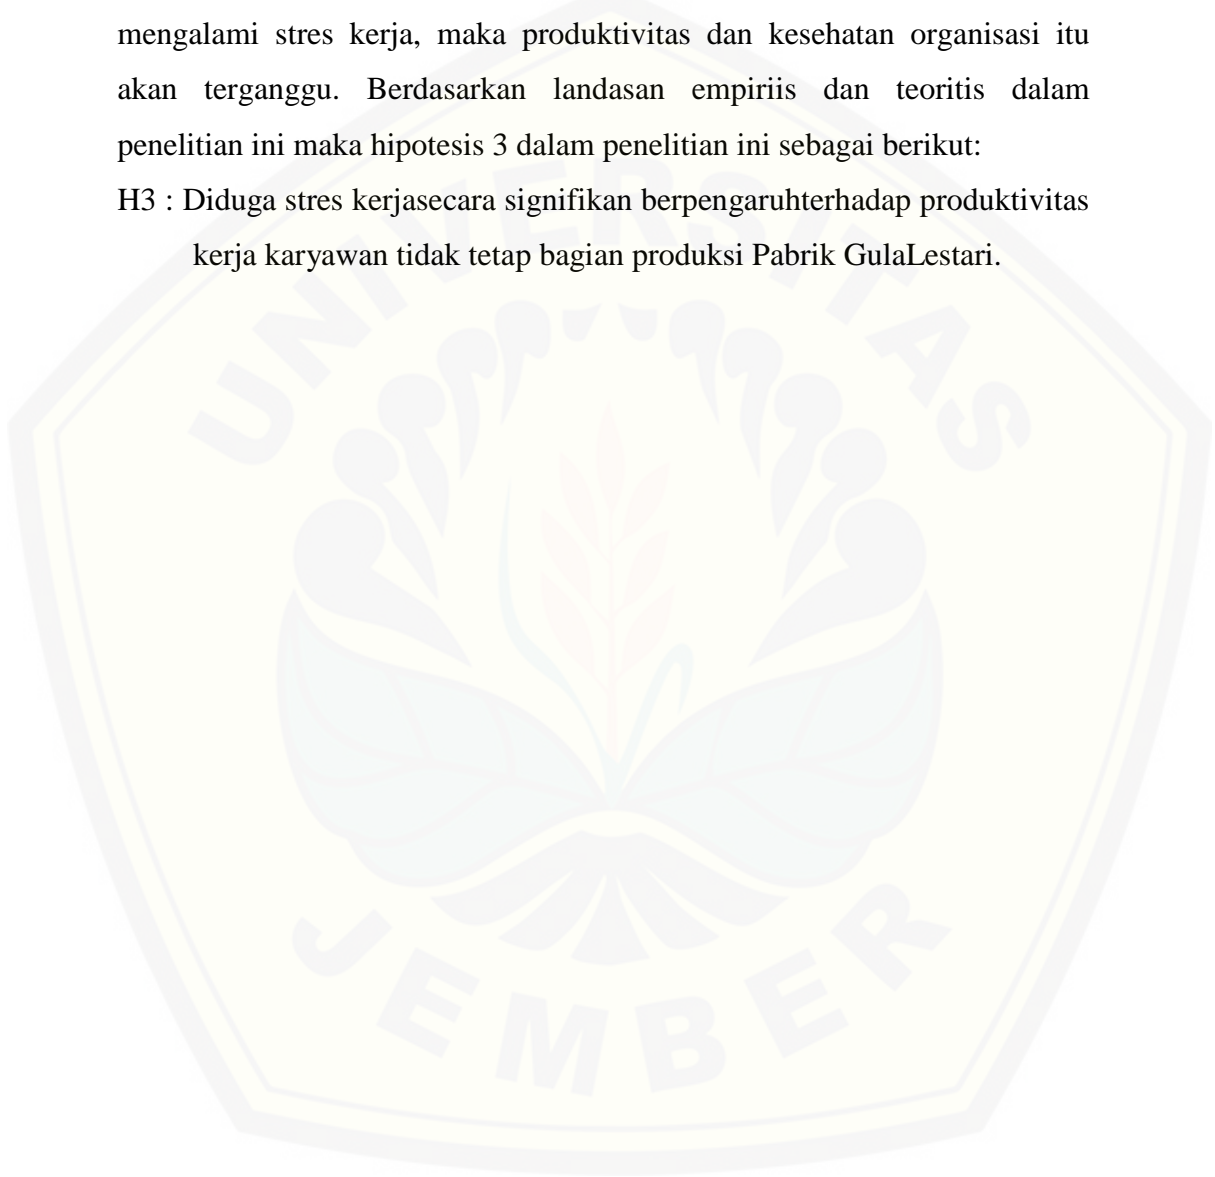 mengalami stres kerja, maka produktivitas dan kesehatan organisasi itu
akan terganggu. Berdasarkan landasan empiriis dan teoritis dalam
penelitian ini maka hipotesis 3 dalam penelitian ini sebagai berikut:
H3 : Diduga stres kerjasecara signifikan berpengaruhterhadap produktivitas
kerja karyawan tidak tetap bagian produksi Pabrik GulaLestari.
UNIVERSITAS
JEMBER